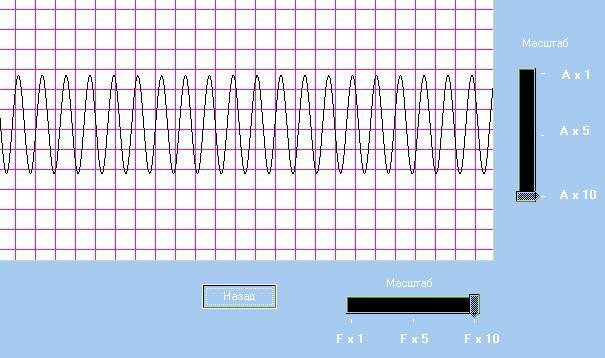 Масштаб
A x 1
A x 5
A x 10
Масштаб
Назад
F x 1 F x 5 F x 10